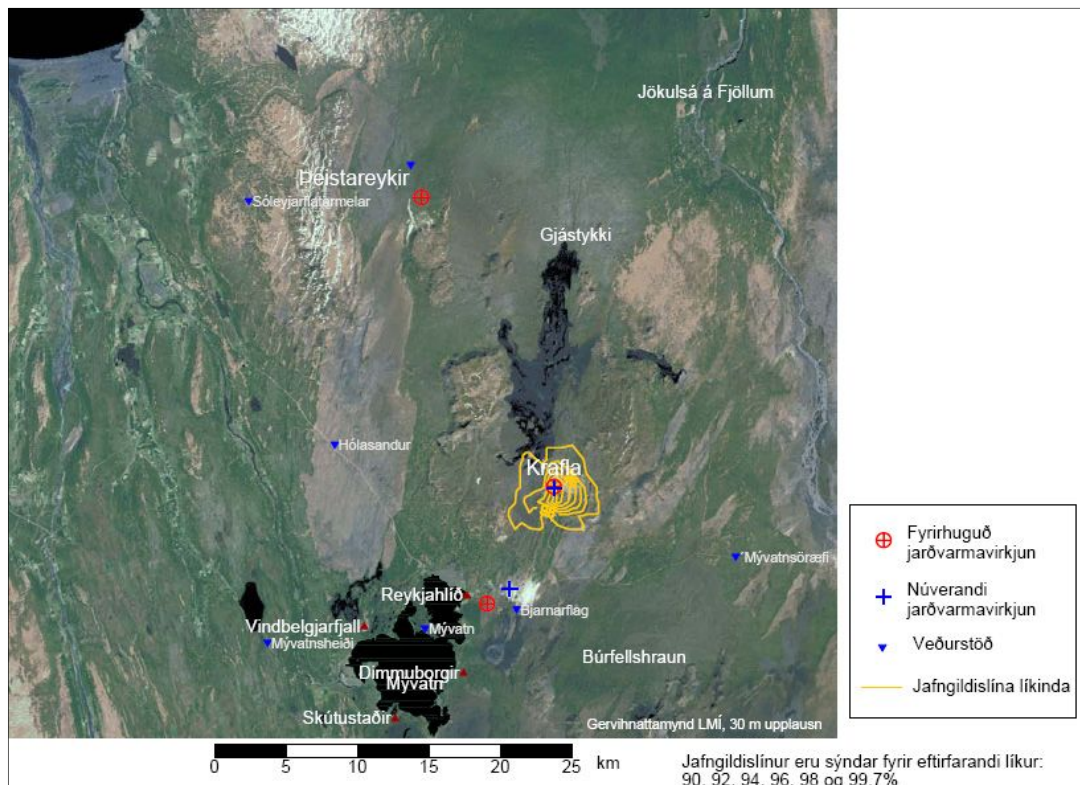 Jökulsá á Fjöllum
Þeistareykir
Sóleyjarflatarmelar
Gjástykki
Hólasandur
Krafla
Mývatnsöræfi
Reykjahlíð
Bjarnarflag
Vindbelgjarfjall
Mývatn
Mývatnsheiði
Búrfellshraun
Dimmuborgir
Mývatn
Skútustaðir
Gervihnattamynd LMÍ, 30 m upplausn
Fyrirhuguð
jarðvarmavirkjun
Núverandi
jarðvarmavirkjun
Veðurstöð
Jafngildislína líkinda
0 5 10 15 20 25 km
Jafngildislínur eru sýndar fyrir eftirfarandi líkur:
90, 92, 94, 96, 98 og 99.7%